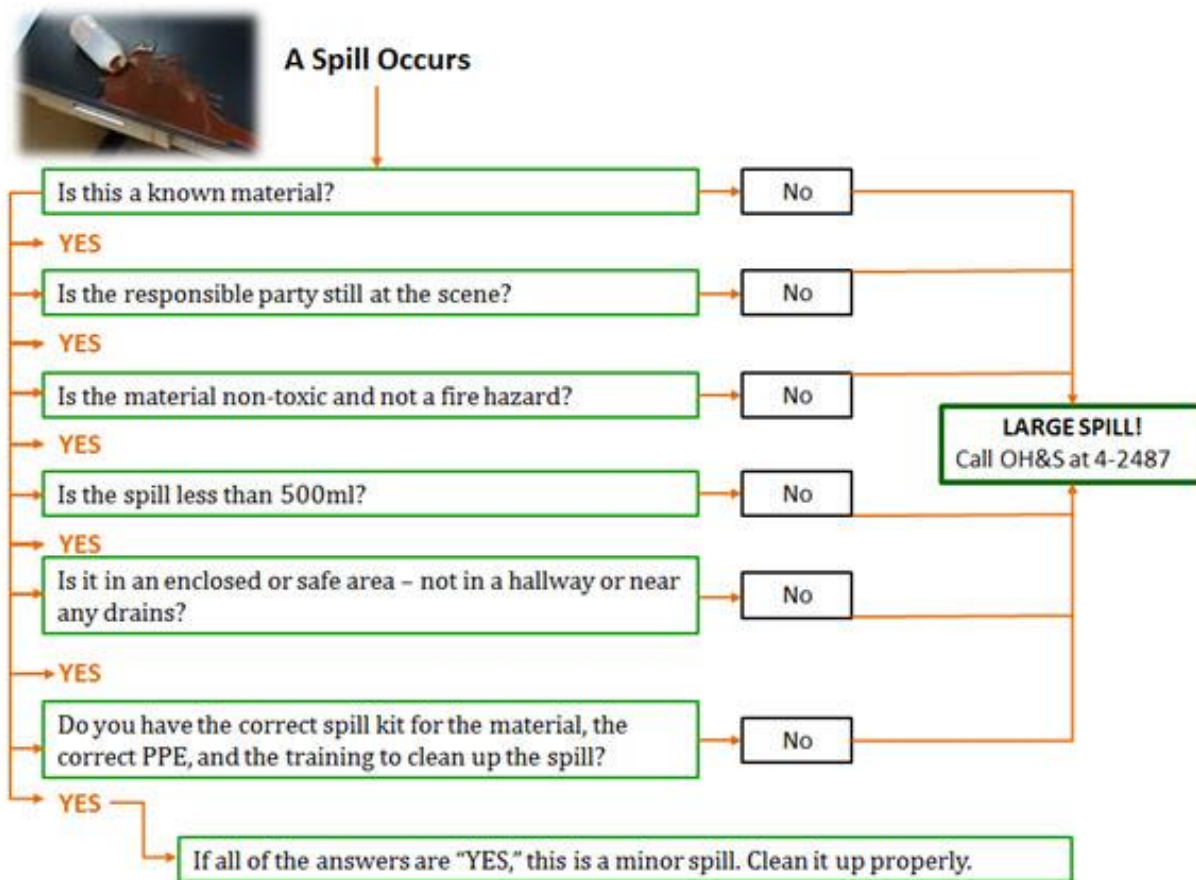 A Spill Occurs
Is this a known material?
No
YES
Is the responsible party still at the scene?
No
YES
Is the material non-toxic and not a fire hazard?
No
YES
LARGE SPILL!
Call OH&S at 4-2487
Is the spill less than 500ml?
No
YES
Is it in an enclosed or safe area – not in a hallway or near
any drains?
No
YES
Do you have the correct spill kit for the material, the
correct PPE, and the training to clean up the spill?
No
YES
If all of the answers are “YES,” this is a minor spill. Clean it up properly.